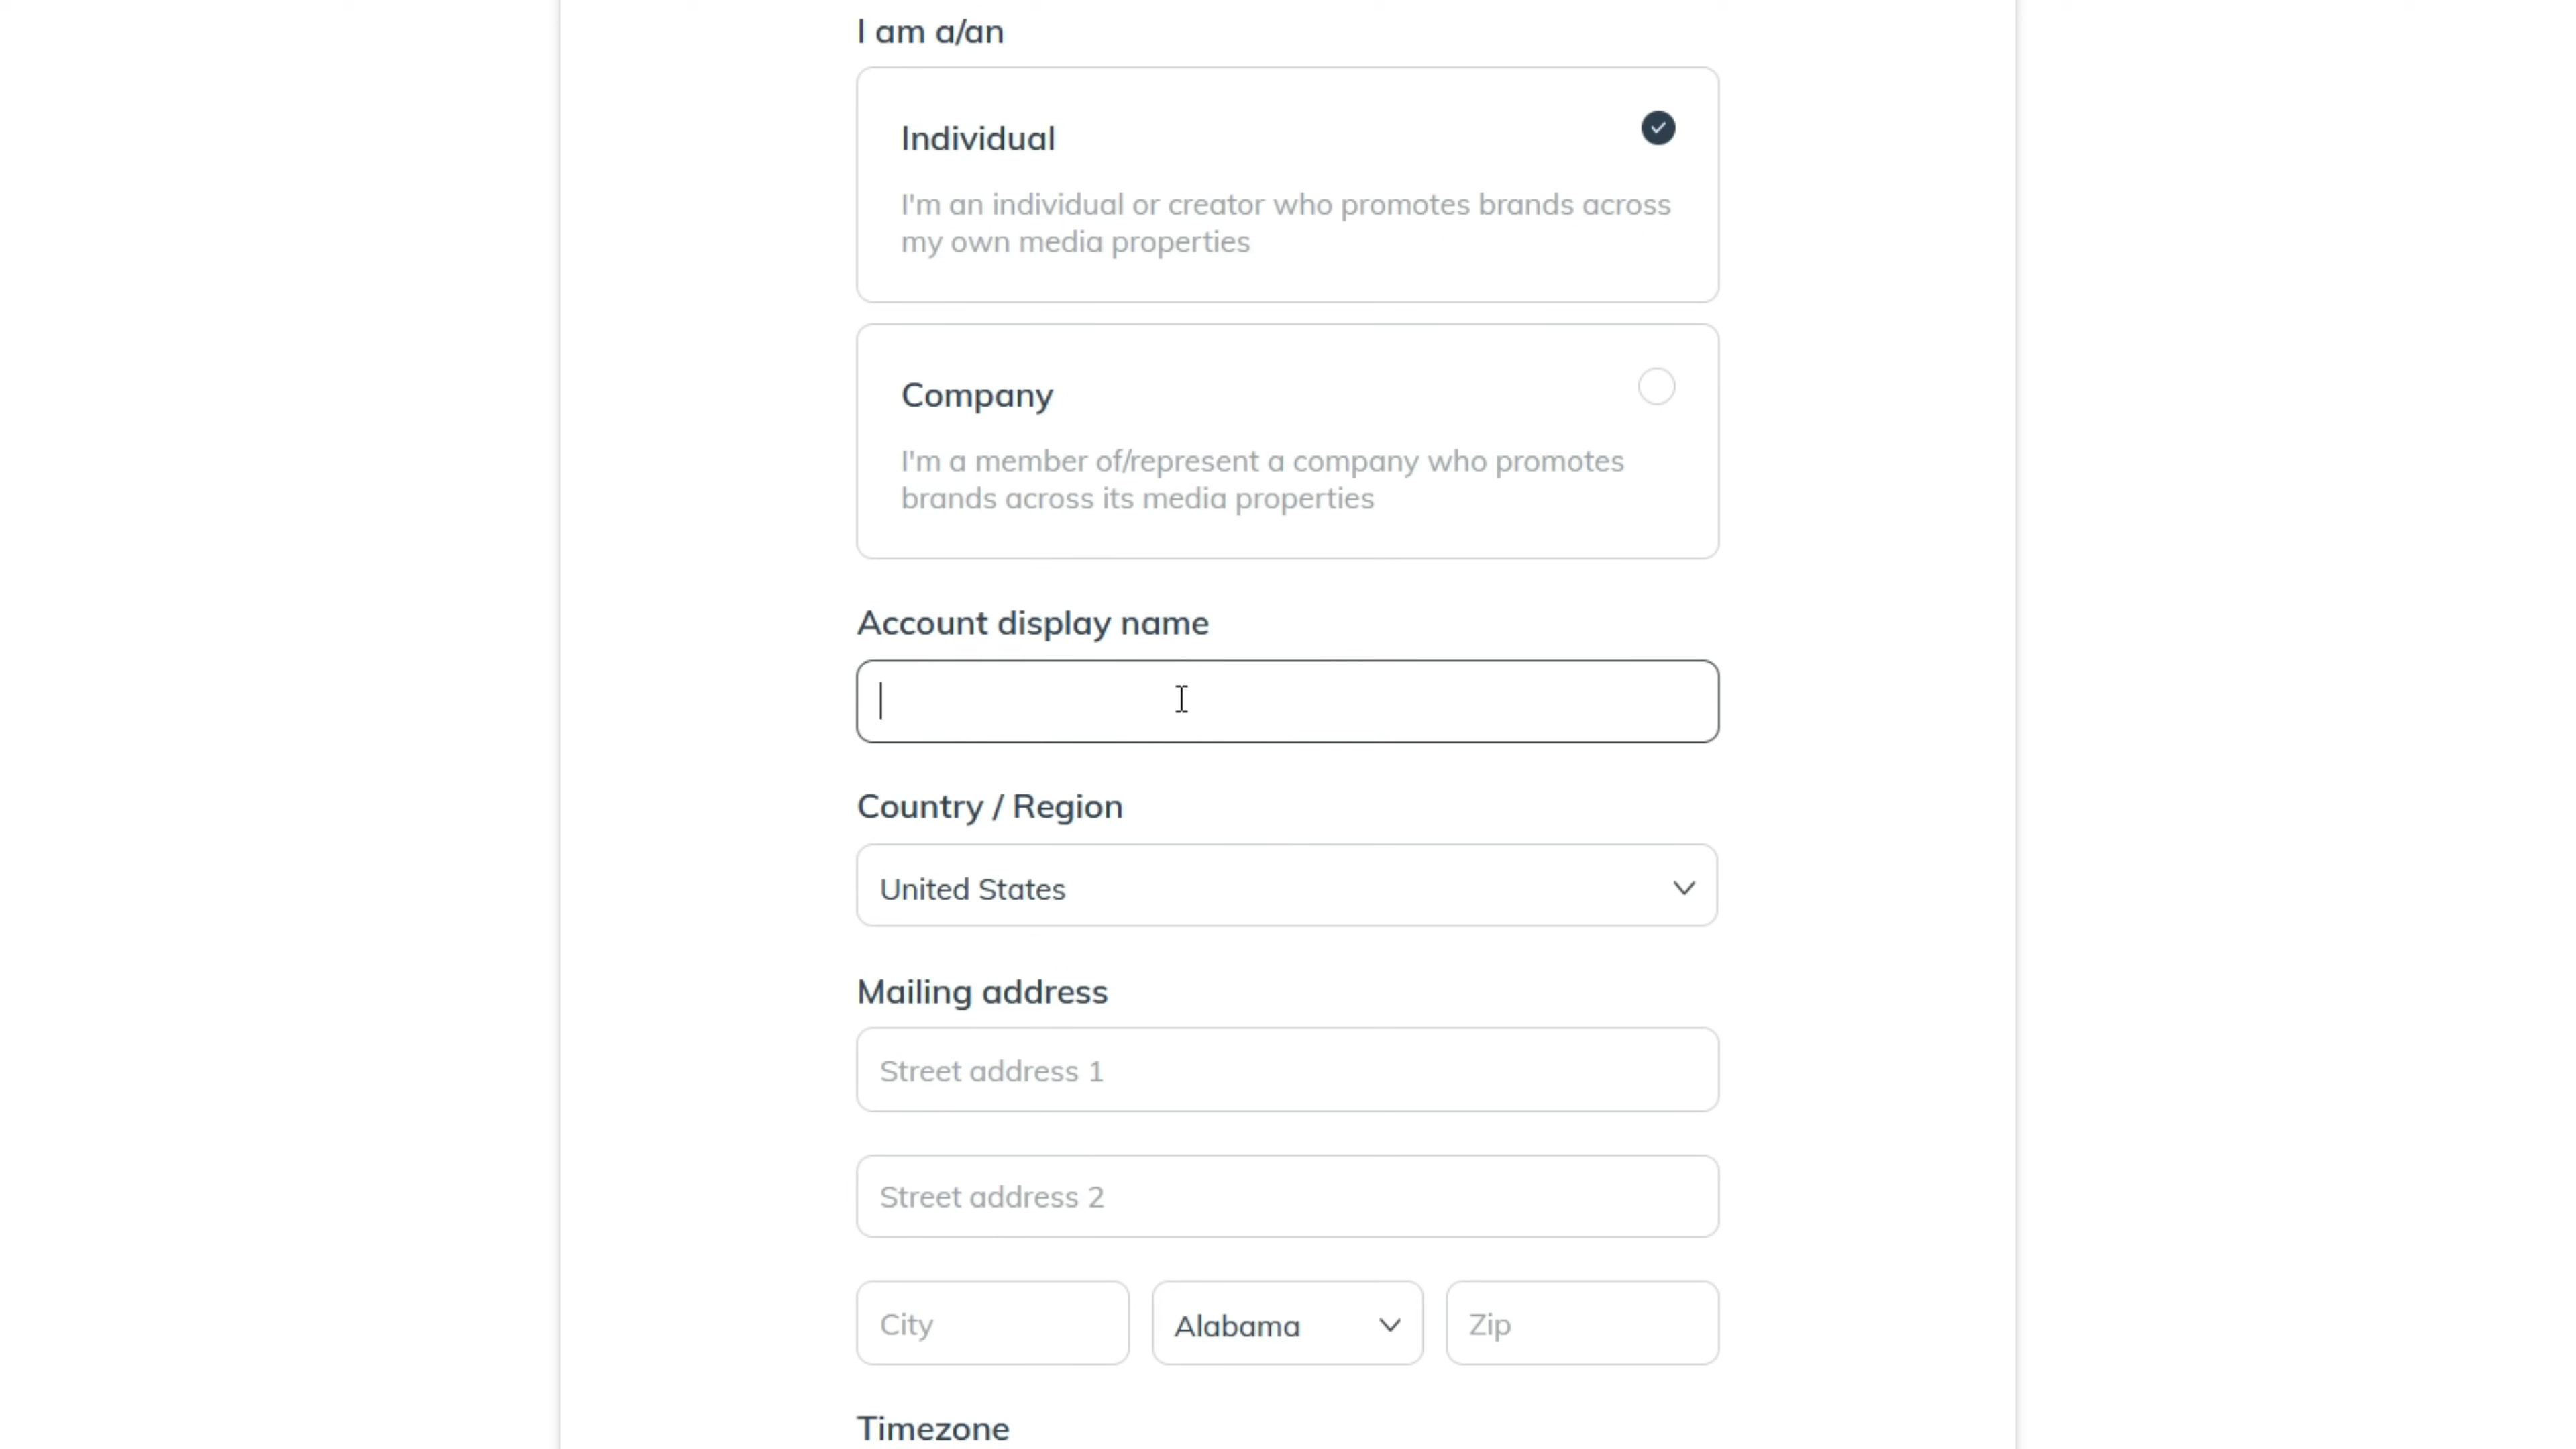 I am a/an
Individual
I'm an individual or creator who promotes brands across
my own media properties
Company
I'm a member of/represent a company who promotes
brands across its media properties
Account display name
Country / Region
United States
Mailing address
Street address 1
Street address 2
City
Alabama
Zip
Timezone